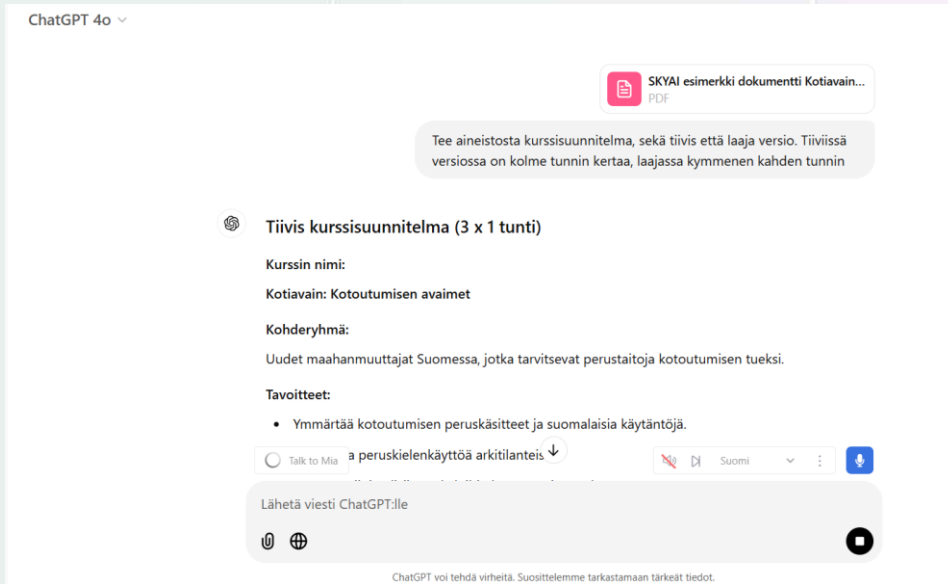 ChatGPT 4o
SKYAI esimerkki dokumentti Kotiavain...
PDF
Tee aineistosta kurssisuunnitelma, sekä tiivis että laaja versio. Tiiviissä
versiossa on kolme tunnin kertaa, laajassa kymmenen kahden tunnin
Tiivis kurssisuunnitelma (3 x 1 tunti)
Kurssin nimi:
Kotiavain: Kotoutumisen avaimet
Kohderyhmä:
Uudet maahanmuuttajat Suomessa, jotka tarvitsevat perustaitoja kotoutumisen tueksi.
Tavoitteet:
• Ymmärtää kotoutumisen peruskäsitteet ja suomalaisia käytäntöjä.
Talk to Mia
a peruskielenkäyttöä arkitilanteis
Suomi
Lähetä viesti ChatGPT:lle
ChatGPT voi tehdä virheitä. Suosittelemme tarkastamaan tärkeät tiedot.